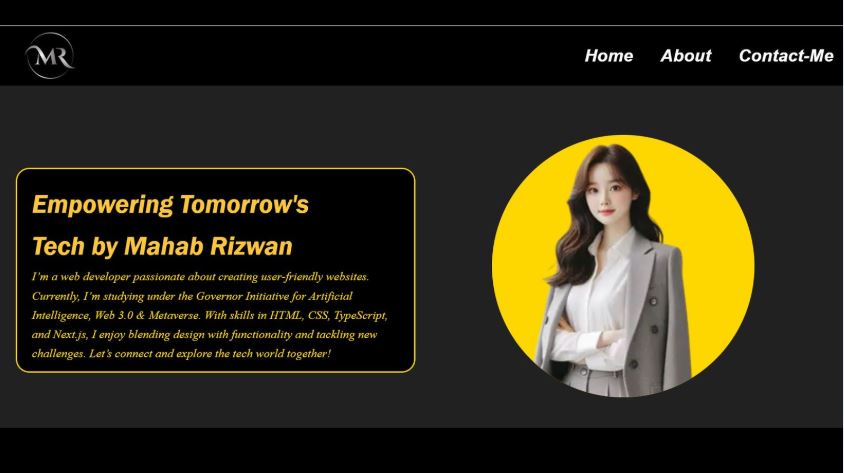 MR
Home About Contact-Me
Empowering Tomorrow's
Tech by Mahab Rizwan
I'm a web developer passionate about creating user-friendly websites.
Currently, I'm studying under the Governor Initiative for Artificial
Intelligence, Web 3.0 & Metaverse. With skills in HTML, CSS, TypeScript,
and Next.js, I enjoy blending design with functionality and tackling new
challenges. Let's connect and explore the tech world together!